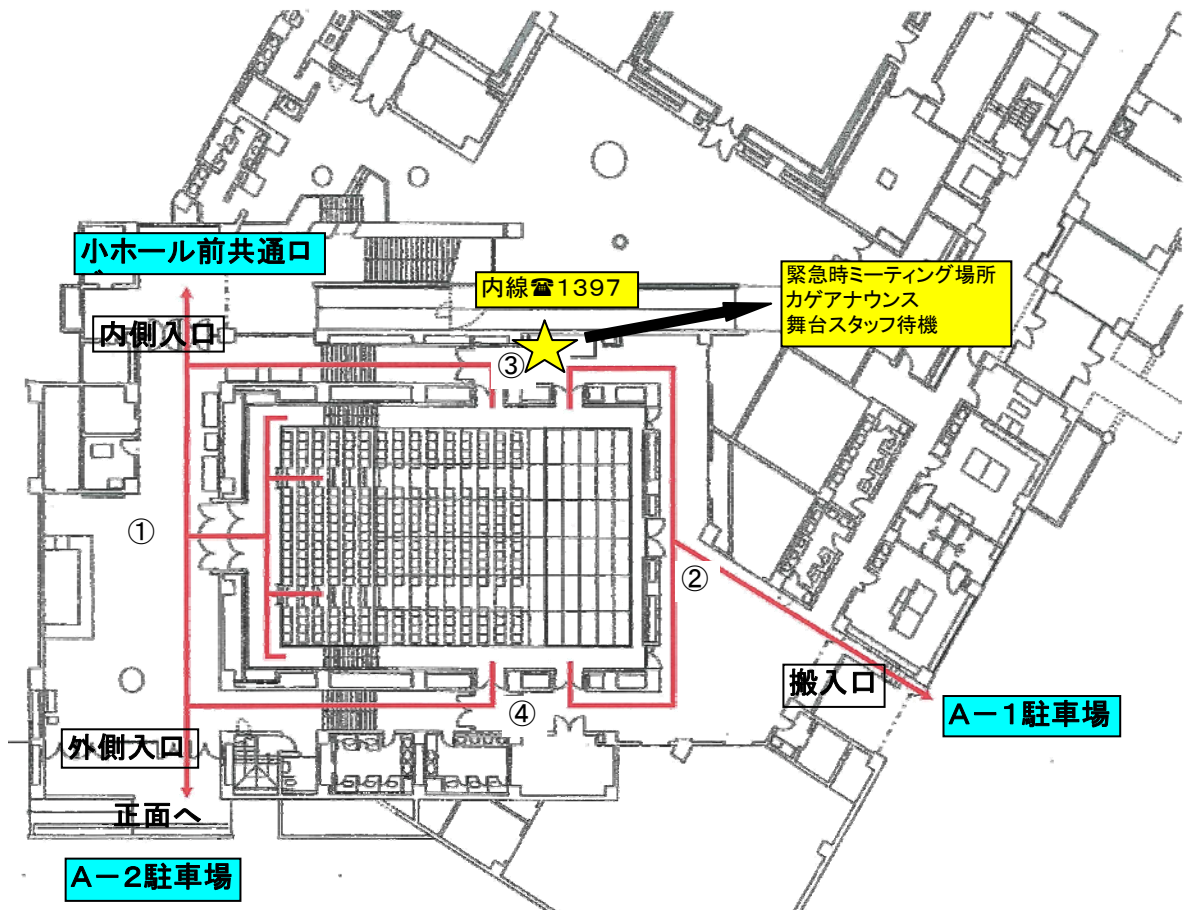 小ホール前共通ロ
へ
内線☎1397
緊急時ミーティング場所
カゲアナウンス
舞台スタッフ待機
内側入口
③
①
②
搬入口
④
A－1駐車場
外側入口
正面へ
A－2駐車場